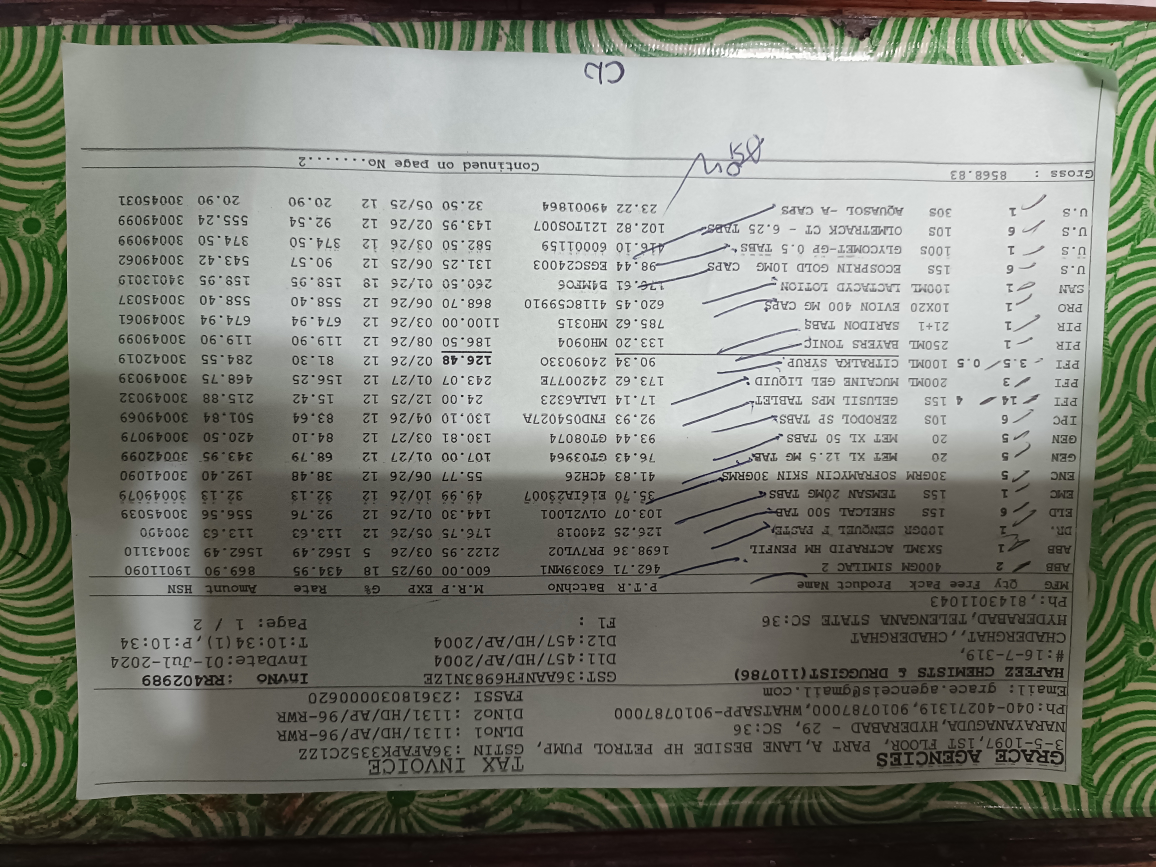 GRACE AGENCIES
TAX INVOICE
3-5-1097,1ST FLOOR, PART A,LANE BESIDE HP PETROL PUMP,
GSTIN :36AFAPK3352C1ZZ
NARAYANAGUDA, HYDERABAD - 29, SC:36
DLNo1 :1131/HD/AP/96-RWR
Ph:040-40271319,9010787000,WHATSAPP-9010787000
DlNo2 :1131/HD/AP/96-RWR
Email: grace.agencies@gmail.com
FASSI :23618030000620
HAFEEZ CHEMISTS & DRUGGIST(110786)
GST:36AANFH6983N1ZE
InvNo :RR402989
#:16-7-319,
D11:457/HD/AP/2004
InvDate:01-Jul-2024
CHADERGHAT,, CHADERGHAT
D12:457/HD/AP/2004
T:10:34(1),P:10:34
HYDERABAD,TELENGANA STATE SC:36
Fl :
Page: 1 / 2
Ph:,8143011043
MFG Qty Free Pack Product Name P.T.R. BatchNo M.R.P EXP G% Rate Amount HSN
ABB 2 400GM SIMILAC 2 462.71 63039MN1 600.00 09/25 18 434.95 869.90 19011090
ABB 1 5X3ML ACTRAPID HM PENFIL 1698.36 PR7VL02 2122.95 03/26 5 1562.49 1562.49 30043110
DR. 1 100GR SENQUEL F PASTE 126.25 Z40018 176.75 05/26 12 113.63 113.63 300490
ELD 6 15S SHELCAL 500 TAB 103.07 OLVZL001 144.30 01/26 12 92.76 556.56 30045039
EMC 1 15S TEMSAN 20MG TABS 35.70 E161A23007 49.99 10/26 12 32.13 32.13 30049079
ENC 5 30GRM SOFRAMYCIN SKIN 30GRMS 41.83 4CH26 55.77 06/26 12 38.48 192.40 30041090
GEN 5 20 MET XL 12.5 MG TAB 76.43 GT03964 107.00 01/27 12 68.79 343.95 30042099
GEN 5 20 MET XL 50 TABS 93.44 GT08074 130.81 03/27 12 84.10 420.50 30049079
IPC 6 10S ZERODOL SP TABS 92.93 FND054027A 130.10 04/26 12 83.64 501.84 30049069
PFI 14 4 15S GELUSIL MPS TABLET 17.14 LALA6323 24.00 12/25 12 15.42 215.88 30049032
PFI 3 200ML MUCAINE GEL LIQUID 173.62 2420077E 243.07 01/27 12 156.25 468.75 30049039
PFI 3.5 0.5 100ML CITRALKA SYRUP 90.34 2409033O 126.48 02/26 12 81.30 284.55 30042019
PIR 1 250ML BAYERS TONIC 133.20 MH0904 186.50 08/26 12 119.90 119.90 30049099
PIR 1 21+1 SARIDON TABS 785.62 MH0315 1100.00 03/26 12 674.94 674.94 30049061
PRO 1 10X20 EVION 400 MG CAPS 620.45 4118C59910 868.70 06/26 12 558.40 558.40 30045037
SAN 1 100ML LACTACYD LOTION 176.61 B4MF06 260.50 01/26 18 158.95 158.95 34013019
U.S 6 15S ECOSPRIN GOLD 10MG CAPS 98.44 EGSC24003 131.25 06/25 12 90.57 543.42 30049062
U.S 1 100S GLYCOMET-GP 0.5 TABS 416.10 60001159 582.50 03/26 12 374.50 374.50 30049099
U.S 6 10S OLMETRACK CT - 6.25 TABS 102.82 121TOS007 143.95 02/26 12 92.54 555.24 30049099
U.S 1 30S AQUASOL -A CAPS 23.22 49001864 32.50 05/25 12 20.90 20.90 30045031
Gross : 8568.83
Continued on page No.......2